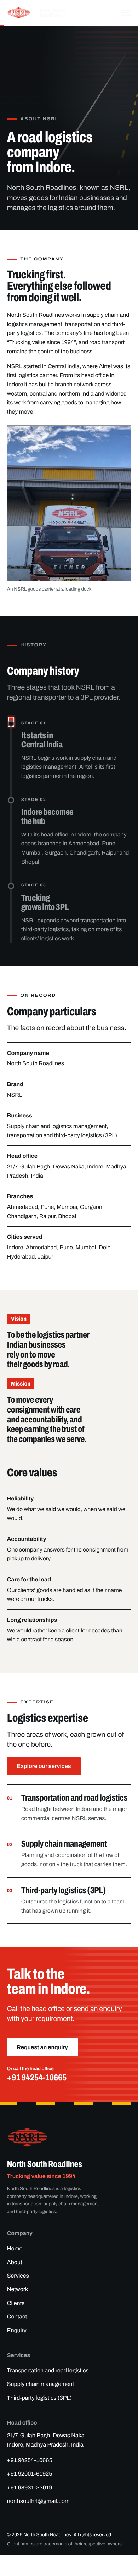 NSRL
ABOUT NSRL
A road logistics
company
from Indore.
North South Roadlines, known as NSRL,
moves goods for Indian businesses and
manages the logistics around them.
THE COMPANY
Trucking first.
Everything else followed
from doing it well.
North South Roadlines works in supply chain and
logistics management, transportation and third-
party logistics. The company's line has long been
“Trucking value since 1994”, and road transport
remains the centre of the business.
NSRL started in Central India, where Airtel was its
first logistics partner. From its head office in
Indore it has built a branch network across
western, central and northern India and widened
its work from carrying goods to managing how
they move.
NSRL
EICHER
An NSRL goods carrier at a loading dock.
HISTORY
Company history
Three stages that took NSRL from a
regional transporter to a 3PL provider.
STAGE 01
It starts in
Central India
NSRL begins work in supply chain and
logistics management. Airtel is its first
logistics partner in the region.
STAGE 02
Indore becomes
the hub
With its head office in Indore, the company
opens branches in Ahmedabad, Pune,
Mumbai, Gurgaon, Chandigarh, Raipur and
Bhopal.
STAGE 03
Trucking
grows into 3PL
NSRL expands beyond transportation into
third-party logistics, taking on more of its
clients' logistics work.
ON RECORD
Company particulars
The facts on record about the business.
Company name
North South Roadlines
Brand
NSRL
Business
Supply chain and logistics management,
transportation and third-party logistics (3PL).
Head office
21/7, Gulab Bagh, Dewas Naka, Indore, Madhya
Pradesh, India
Branches
Ahmedabad, Pune, Mumbai, Gurgaon,
Chandigarh, Raipur, Bhopal
Cities served
Indore, Ahmedabad, Pune, Mumbai, Delhi,
Hyderabad, Jaipur
Vision
To be the logistics partner
Indian businesses
rely on to move
their goods by road.
Mission
To move every
consignment with care
and accountability, and
keep earning the trust of
the companies we serve.
Core values
Reliability
We do what we said we would, when we said we
would.
Accountability
One company answers for the consignment from
pickup to delivery.
Care for the load
Our clients' goods are handled as if their name
were on our trucks.
Long relationships
We would rather keep a client for decades than
win a contract for a season.
EXPERTISE
Logistics expertise
Three areas of work, each grown out of
the one before.
Explore our services
01 Transportation and road logistics
Road freight between Indore and the major
commercial centres NSRL serves.
02 Supply chain management
Planning and coordination of the flow of
goods, not only the truck that carries them.
03 Third-party logistics (3PL)
Outsource the logistics function to a team
that has grown up running it.
Talk to the
team in Indore.
Call the head office or send an enquiry
with your requirement.
Request an enquiry
Or call the head office
+91 94254-10665
NSRL
North South Roadlines
Trucking value since 1994
North South Roadlines is a logistics
company headquartered in Indore, working
in transportation, supply chain management
and third-party logistics.
Company
Home
About
Services
Network
Clients
Contact
Enquiry
Services
Transportation and road logistics
Supply chain management
Third-party logistics (3PL)
Head office
21/7, Gulab Bagh, Dewas Naka
Indore, Madhya Pradesh, India
+91 94254-10665
+91 92001-61925
+91 98931-33019
northsouthrl@gmail.com
© 2025 North South Roadlines. All rights reserved.
Client names are trademarks of their respective owners.